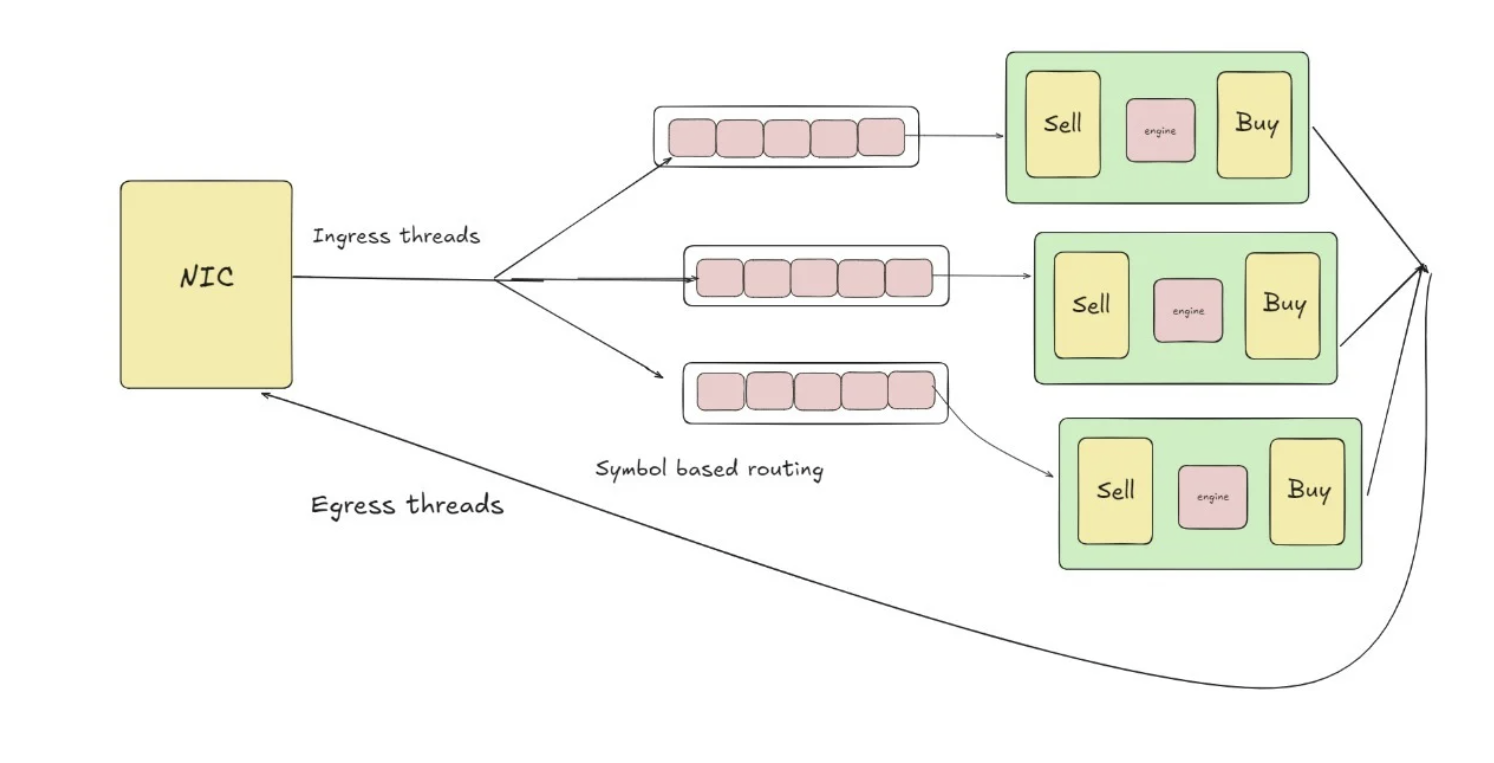 Sell
engine
Buy
Ingress threads
NIC
Sell
engine
Buy
Symbol based routing
Egress threads
Sell
engine
Buy